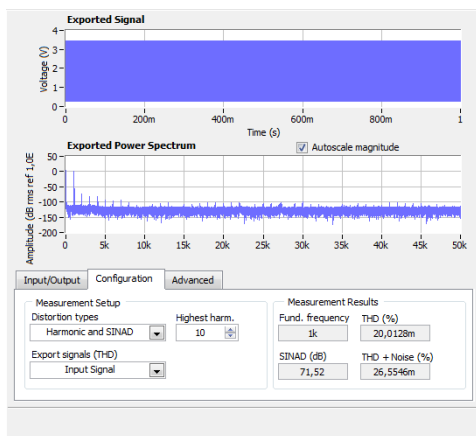 Exported Signal
Voltage (V)
4
3
2
1
0
0 200m 400m 600m 800m 1
Time (s)
Exported Power Spectrum Autoscale magnitude
Amplitude (dB rms ref 1,0E
50
0
-50
-100
-150
-200
0 5k 10k 15k 20k 25k 30k 35k 40k 45k 50k
Input/Output Configuration Advanced
Measurement Setup Measurement Results
Distortion types Highest harm. Fund. frequency THD (%)
Harmonic and SINAD 10 1k 20,0128m
Export signals (THD) SINAD (dB) THD + Noise (%)
Input Signal 71,52 26,5546m